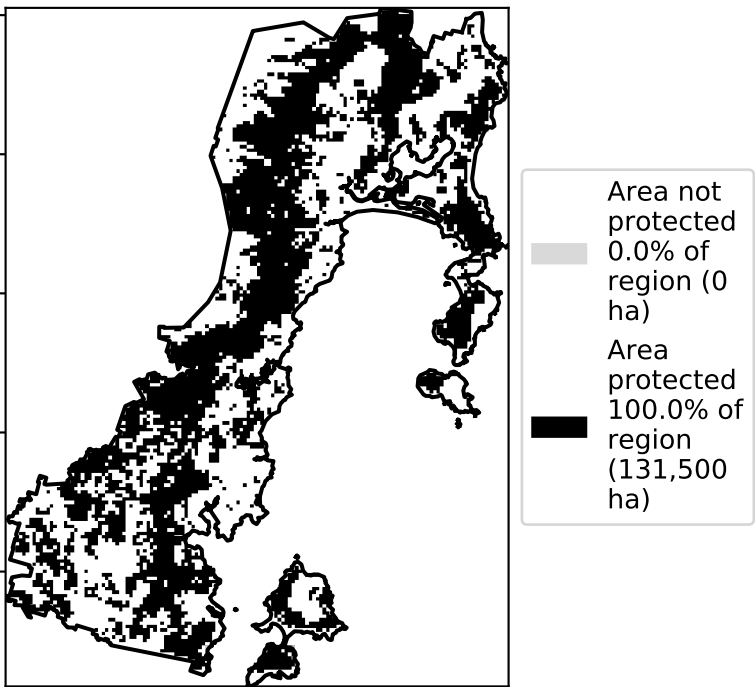 Area not
protected
0.0% of
region (0
ha)
Area
protected
100.0% of
region
(131,500
ha)